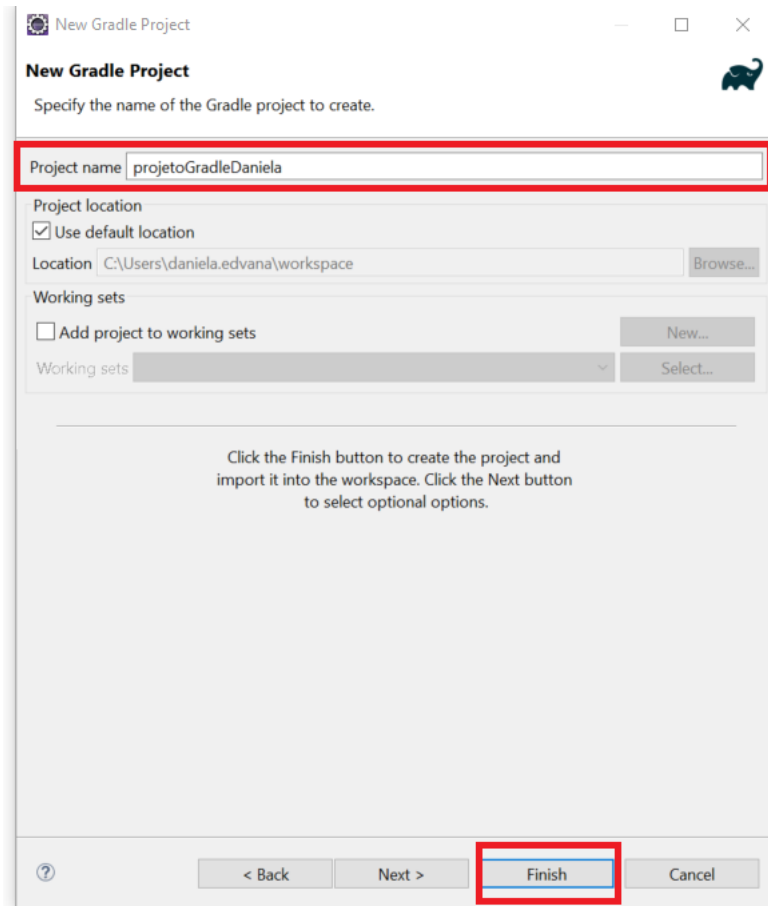 New Gradle Project
New Gradle Project
Specify the name of the Gradle project to create.
Project name projetoGradleDaniela
Project location
Use default location
Location C:\Users\daniela.edvana\workspace Browse...
Working sets
Add project to working sets New...
Working sets Select...
Click the Finish button to create the project and
import it into the workspace. Click the Next button
to select optional options.
? < Back Next > Finish Cancel